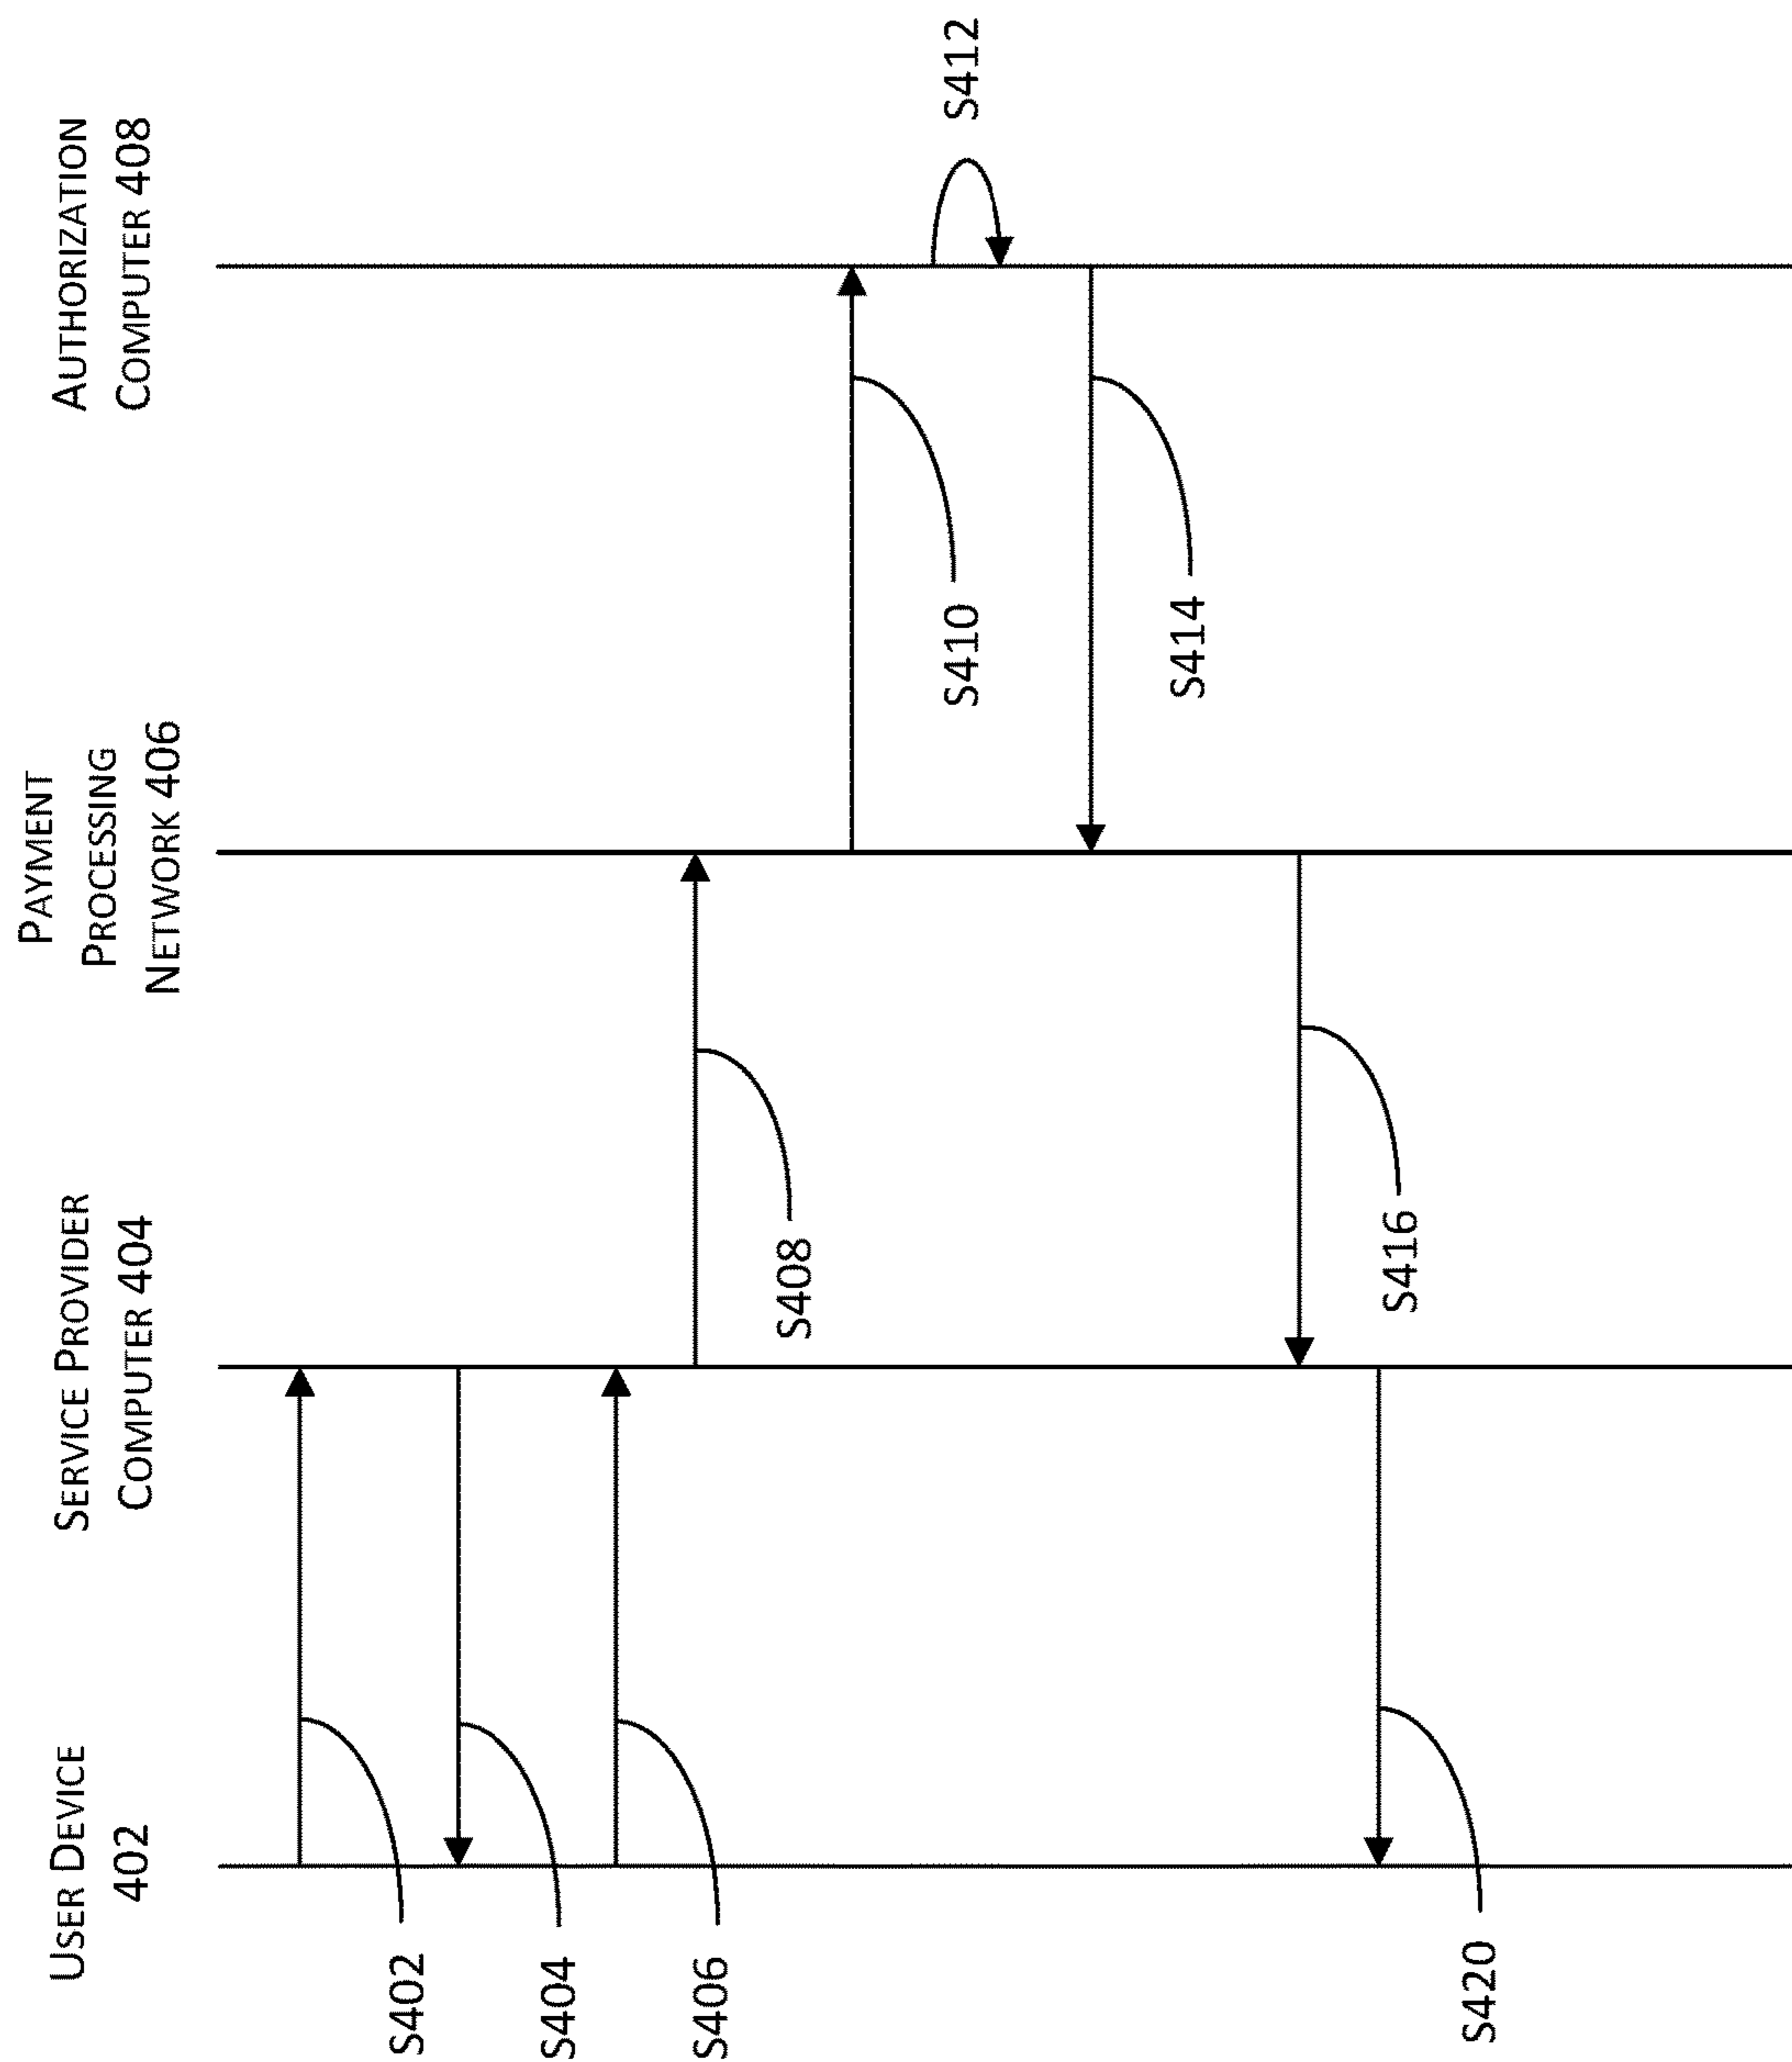 USER DEVICE
402
SERVICE PROVIDER
COMPUTER 404
PAYMENT
PROCESSING
NETWORK 406
AUTHORIZATION
COMPUTER 408
S402
S404
S406
S408
S410
S412
S414
S416
S420